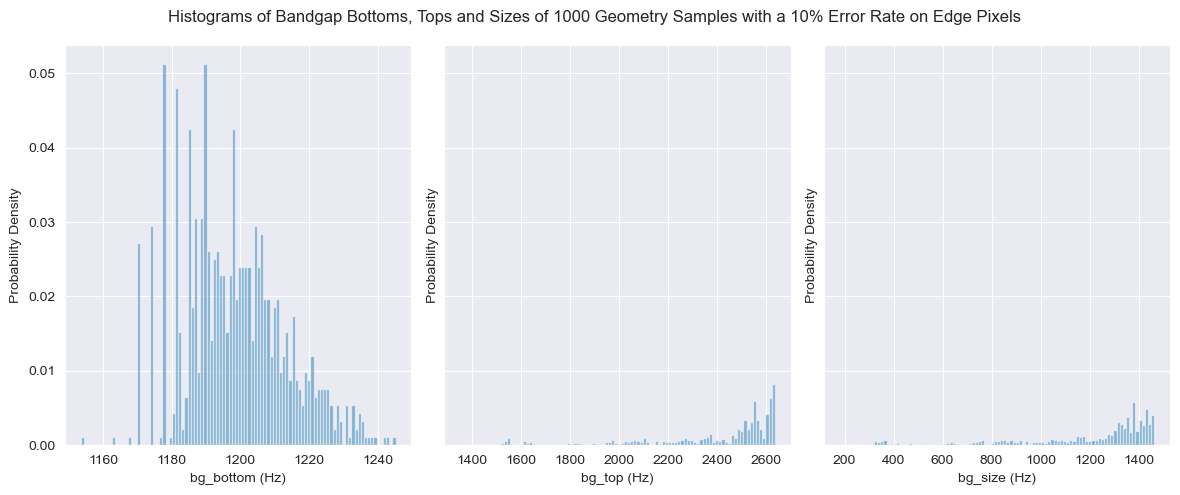 Histograms of Bandgap Bottoms, Tops and Sizes of 1000 Geometry Samples with a 10% Error Rate on Edge Pixels
Probability Density
0.05
0.04
0.03
0.02
0.01
0.00
1160 1180 1200 1220 1240
bg_bottom (Hz)
Probability Density
1400 1600 1800 2000 2200 2400 2600
bg_top (Hz)
Probability Density
200 400 600 800 1000 1200 1400
bg_size (Hz)